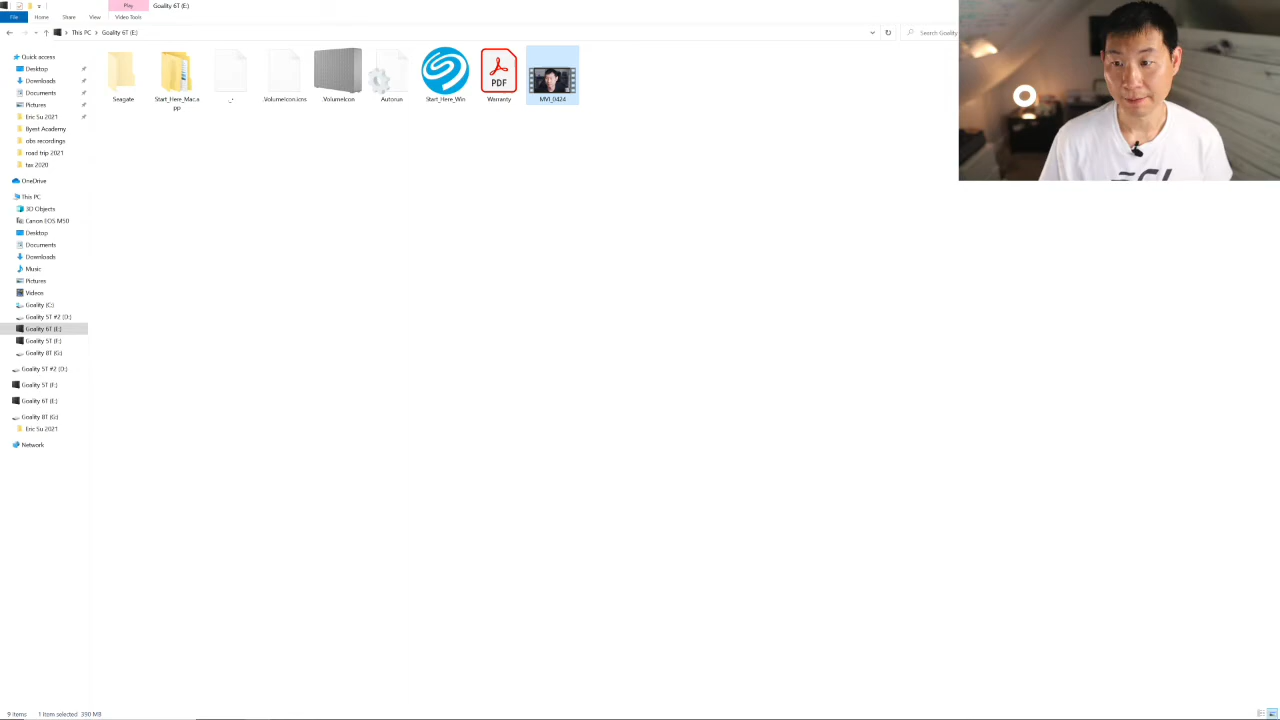 Play
Goality 6T (E:)
File
Home
Share
View
Video Tools
This PC
Goality 6T (E:)
Search Goality
Quick access
Desktop
Downloads
Documents
Pictures
Eric Su 2021
Byest Academy
obs recordings
road trip 2021
tax 2020
OneDrive
This PC
3D Objects
Canon EOS M50
Desktop
Documents
Downloads
Music
Pictures
Videos
Goality (C:)
Goality 5T #2 (D:)
Goality 6T (E:)
Goality 5T (F:)
Goality 8T (G:)
Goality 5T #2 (D:)
Goality 5T (F:)
Goality 6T (E:)
Goality 8T (G:)
Eric Su 2021
Network
Seagate
Start_Here_Mac.a
pp
._.
.VolumeIcon.icns
VolumeIcon
Autorun
Start_Here_Win
PDF
Warranty
MVI_0424
9 items
1 item selected 390 MB